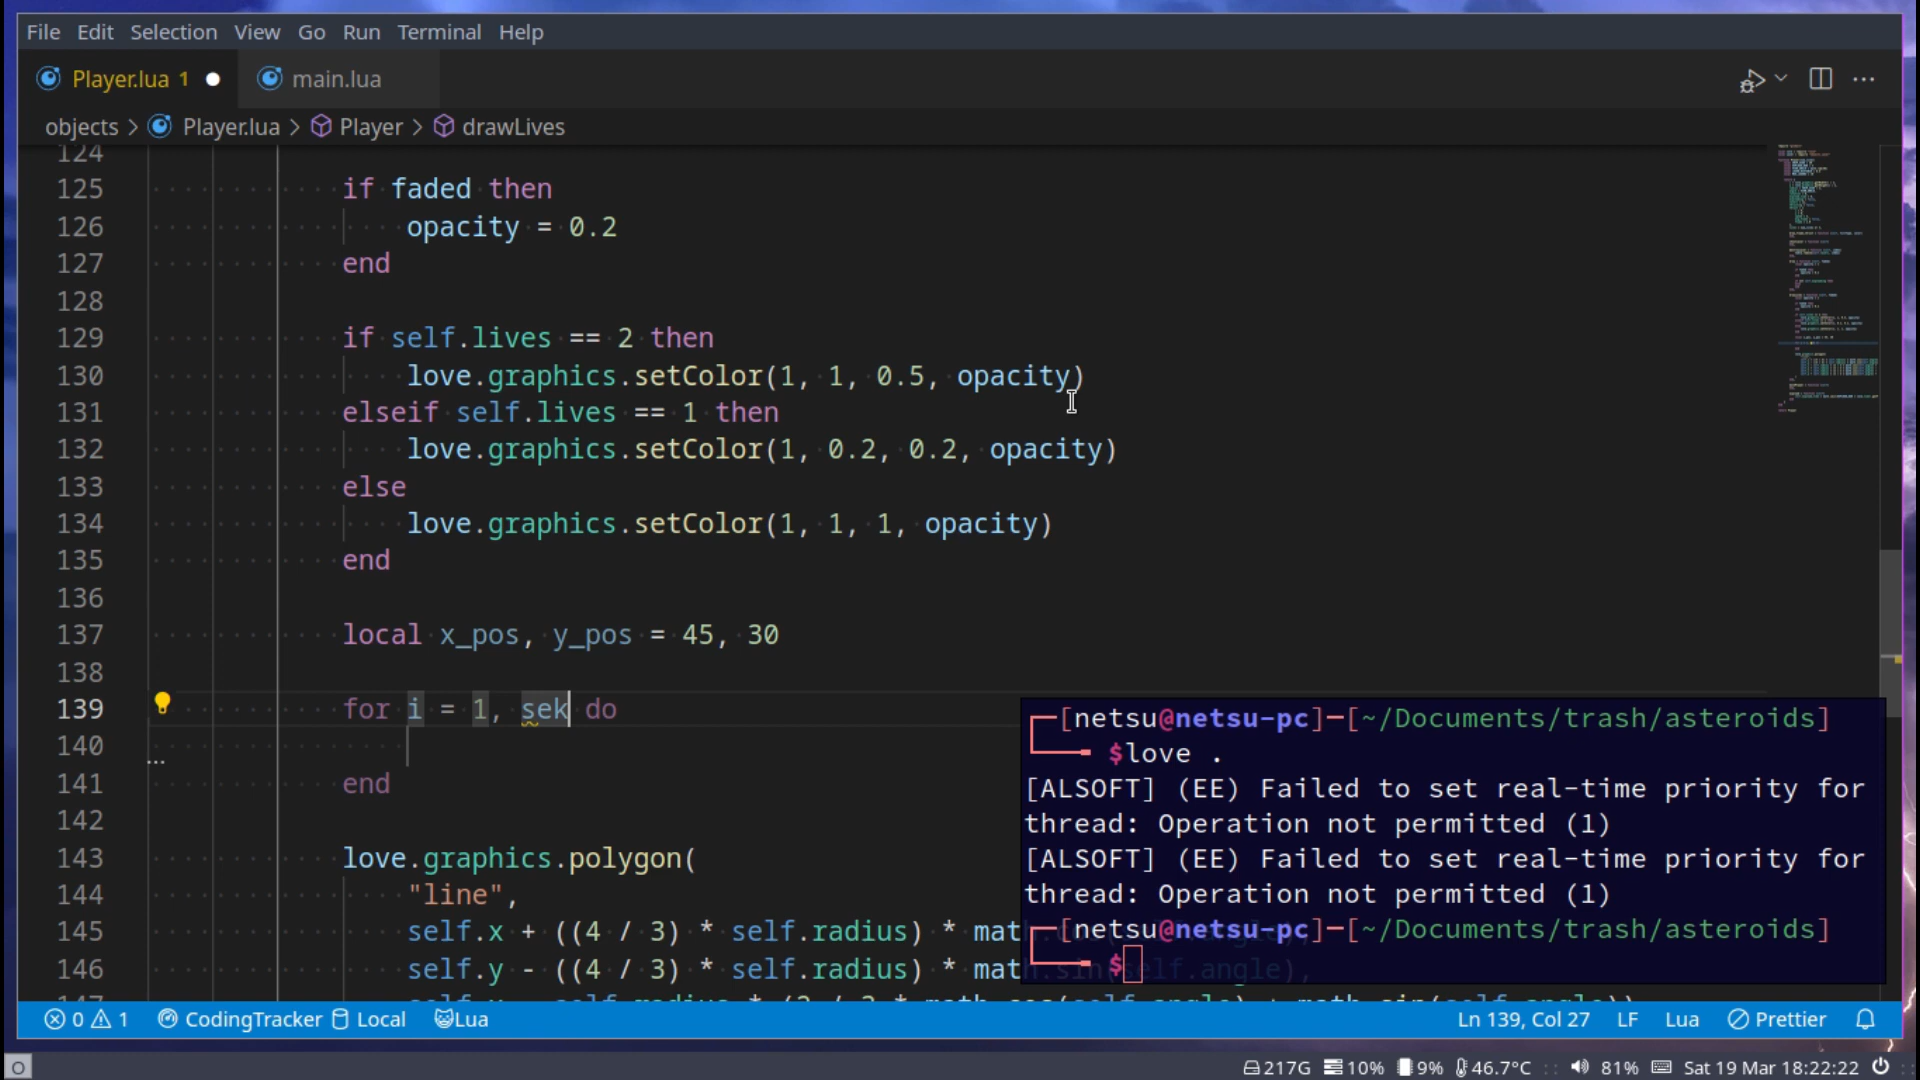 File Edit Selection View Go Run Terminal Help
Player.lua 1 main.lua
objects > Player.lua > Player > drawLives
124
125 if faded then
126 opacity = 0.2
127 end
128
129 if self.lives == 2 then
130 love.graphics.setColor(1, 1, 0.5, opacity)
131 elseif self.lives == 1 then
132 love.graphics.setColor(1, 0.2, 0.2, opacity)
133 else
134 love.graphics.setColor(1, 1, 1, opacity)
135 end
136
137 local x_pos, y_pos = 45, 30
138
139 for i = 1, sek do
140
141 end
142
143 love.graphics.polygon(
144 "line",
145 self.x + ((4 / 3) * self.radius) * math
146 self.y - ((4 / 3) * self.radius) * math.sin(self.angle),
[netsu@netsu-pc]-[~/Documents/trash/asteroids]
$love .
[ALSOFT] (EE) Failed to set real-time priority for
thread: Operation not permitted (1)
[ALSOFT] (EE) Failed to set real-time priority for
thread: Operation not permitted (1)
[netsu@netsu-pc]-[~/Documents/trash/asteroids]
$
0 1 CodingTracker Local Lua Ln 139, Col 27 LF Lua Prettier
217G 10% 9% 46.7°C 81% Sat 19 Mar 18:22:22